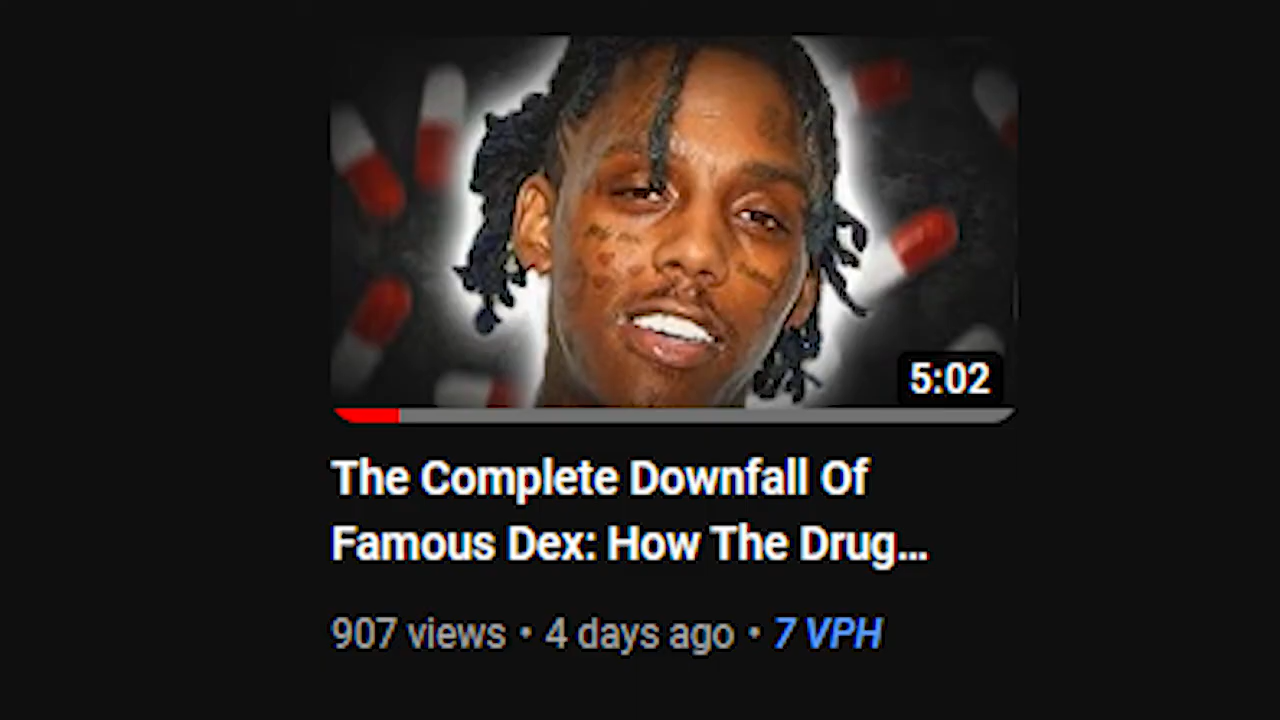 5:02
The Complete Downfall Of
Famous Dex: How The Drug...
907 views • 4 days ago • 7 VPH